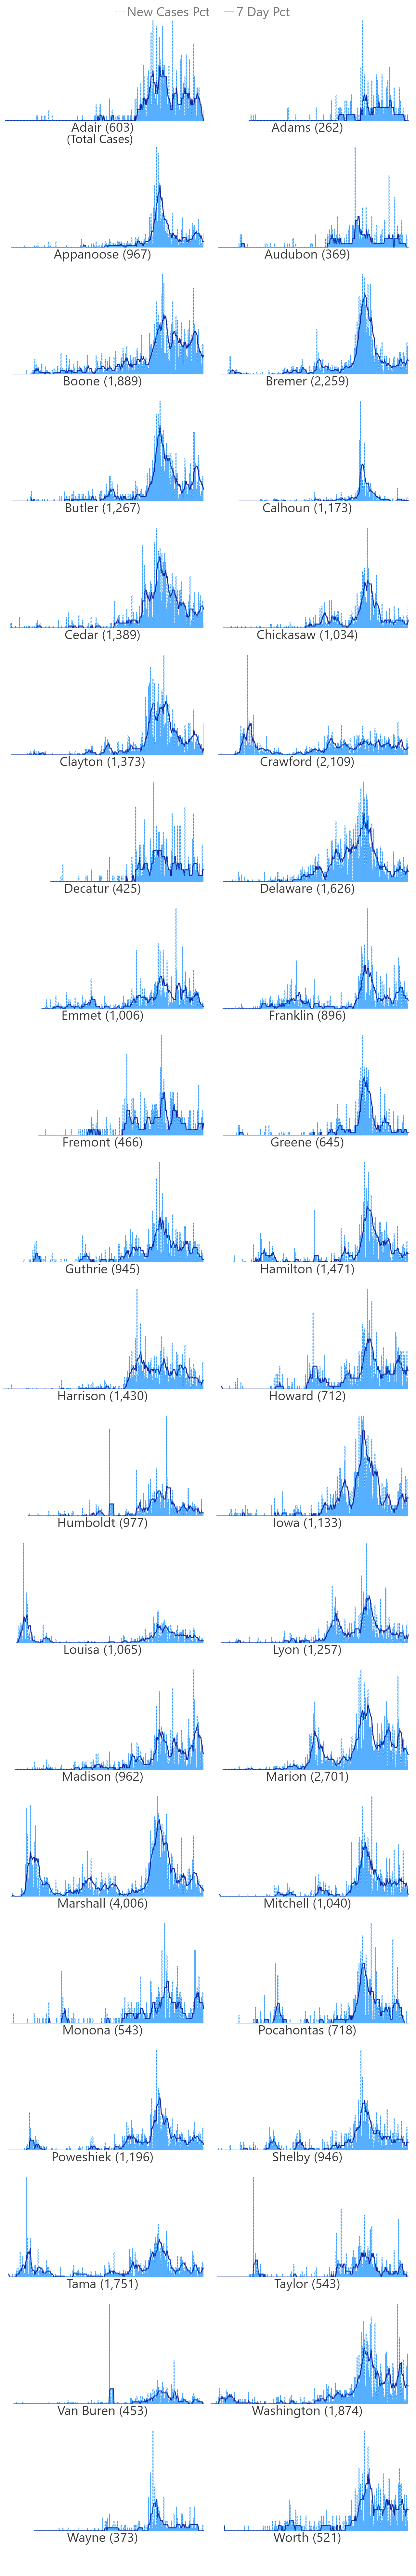 New Cases Pct 7 Day Pct
Adair (603) Adams (262)
(Total Cases)
Appanoose (967) Audubon (369)
Boone (1,889) Bremer (2,259)
Butler (1,267) Calhoun (1,173)
Cedar (1,389) Chickasaw (1,034)
Clayton (1,373) Crawford (2,109)
Decatur (425) Delaware (1,626)
Emmet (1,006) Franklin (896)
Fremont (466) Greene (645)
Guthrie (945) Hamilton (1,471)
Harrison (1,430) Howard (712)
Humboldt (977) Iowa (1,133)
Louisa (1,065) Lyon (1,257)
Madison (962) Marion (2,701)
Marshall (4,006) Mitchell (1,040)
Monona (543) Pocahontas (718)
Poweshiek (1,196) Shelby (946)
Tama (1,751) Taylor (543)
Van Buren (453) Washington (1,874)
Wayne (373) Worth (521)